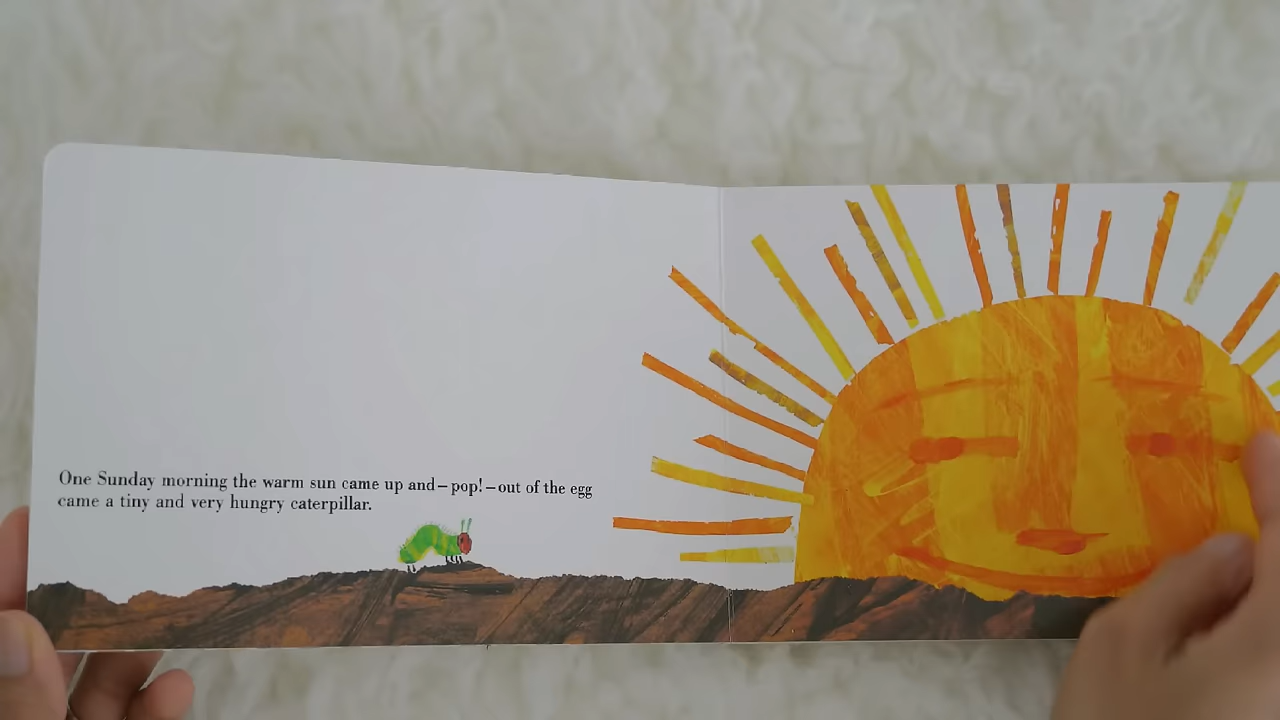 One Sunday morning the warm sun came up and—pop!—out of the egg
came a tiny and very hungry caterpillar.